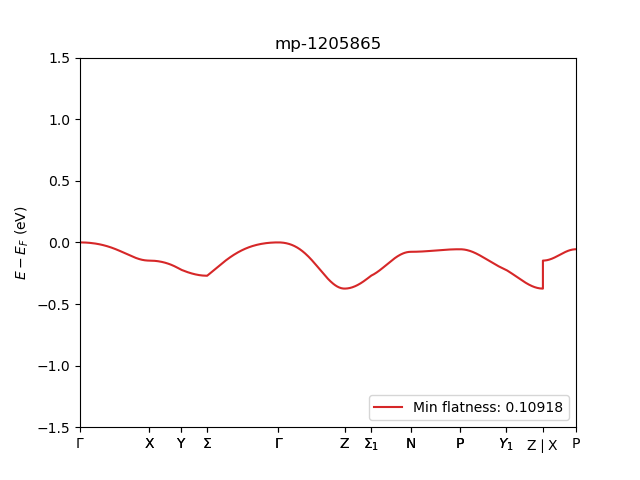 mp-1205865
1.5
1.0
0.5
0.0
−0.5
−1.0
−1.5
E − E_F (eV)
Min flatness: 0.10918
Γ X Y Σ Γ Z Σ₁ N P Y₁ Z | X P